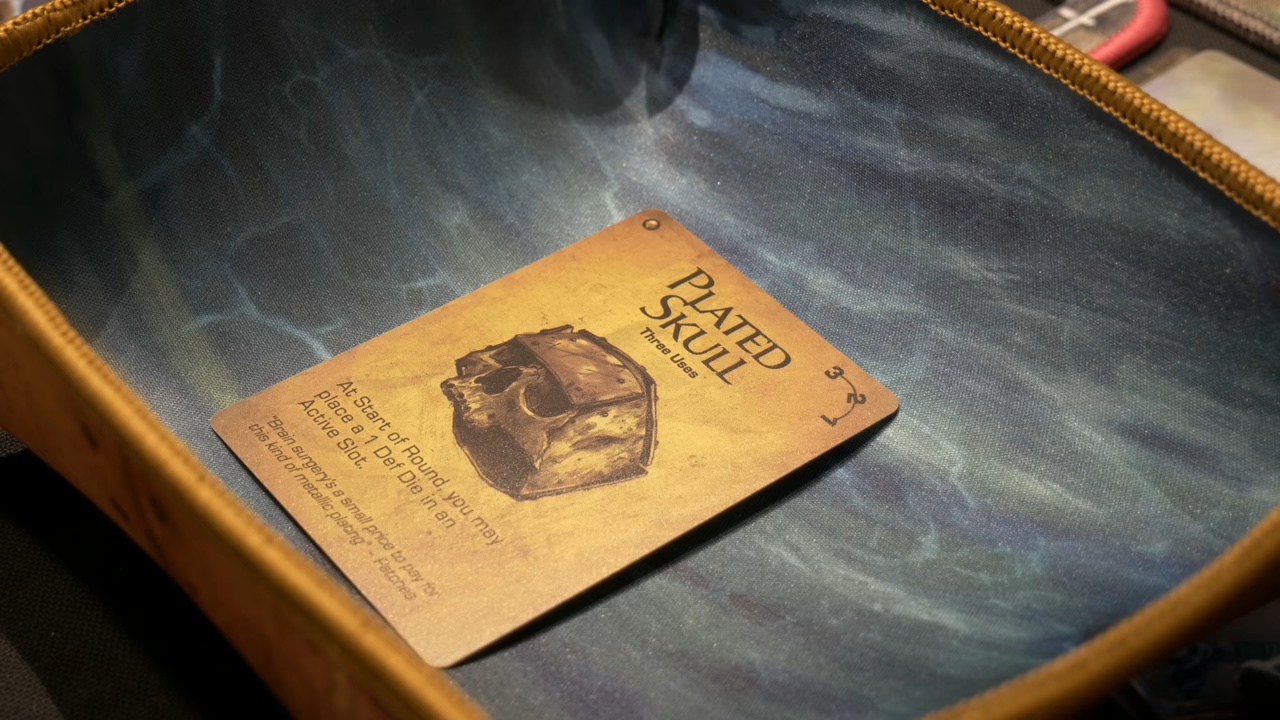 PLATED
SKULL
Three Uses
3
2
1
At Start of Round, you may
place a 1 Def Die in an
Active Slot.
"Brain surgery's a small price to pay for
this kind of metallic plating" - Patches